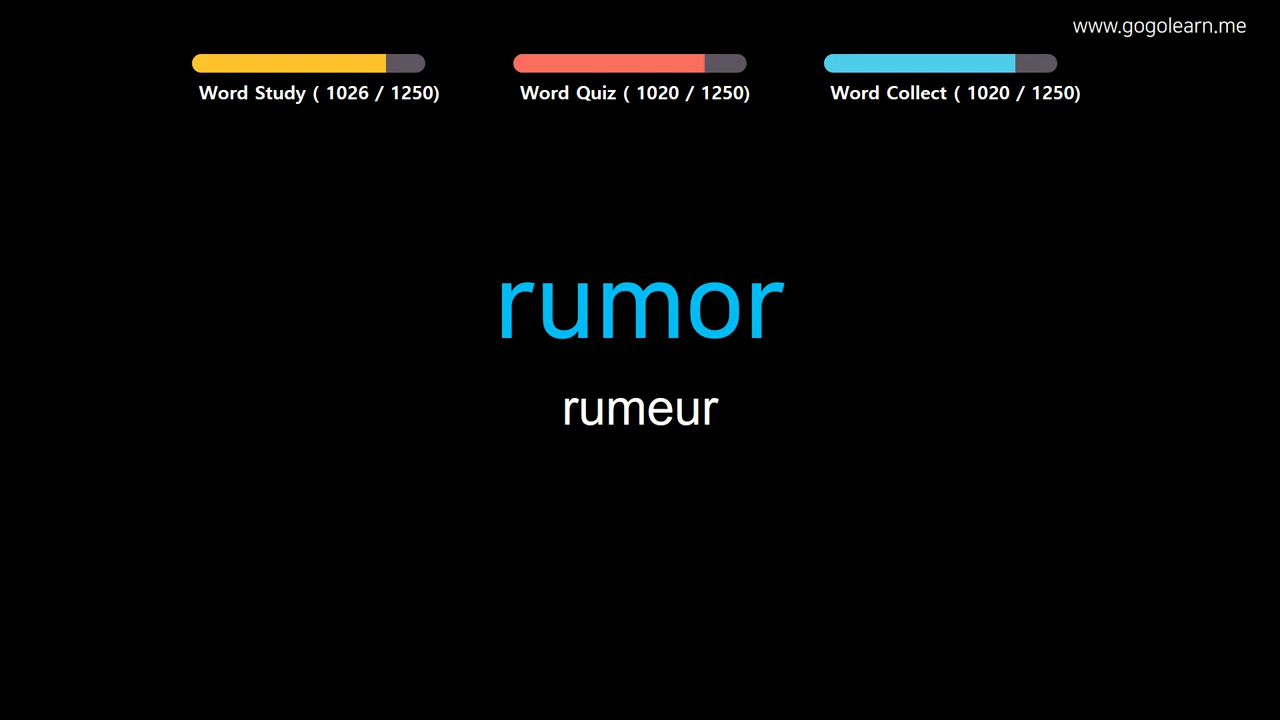 www.gogolearn.me
Word Study ( 1026 / 1250)
Word Quiz ( 1020 / 1250)
Word Collect ( 1020 / 1250)
rumor
rumeur